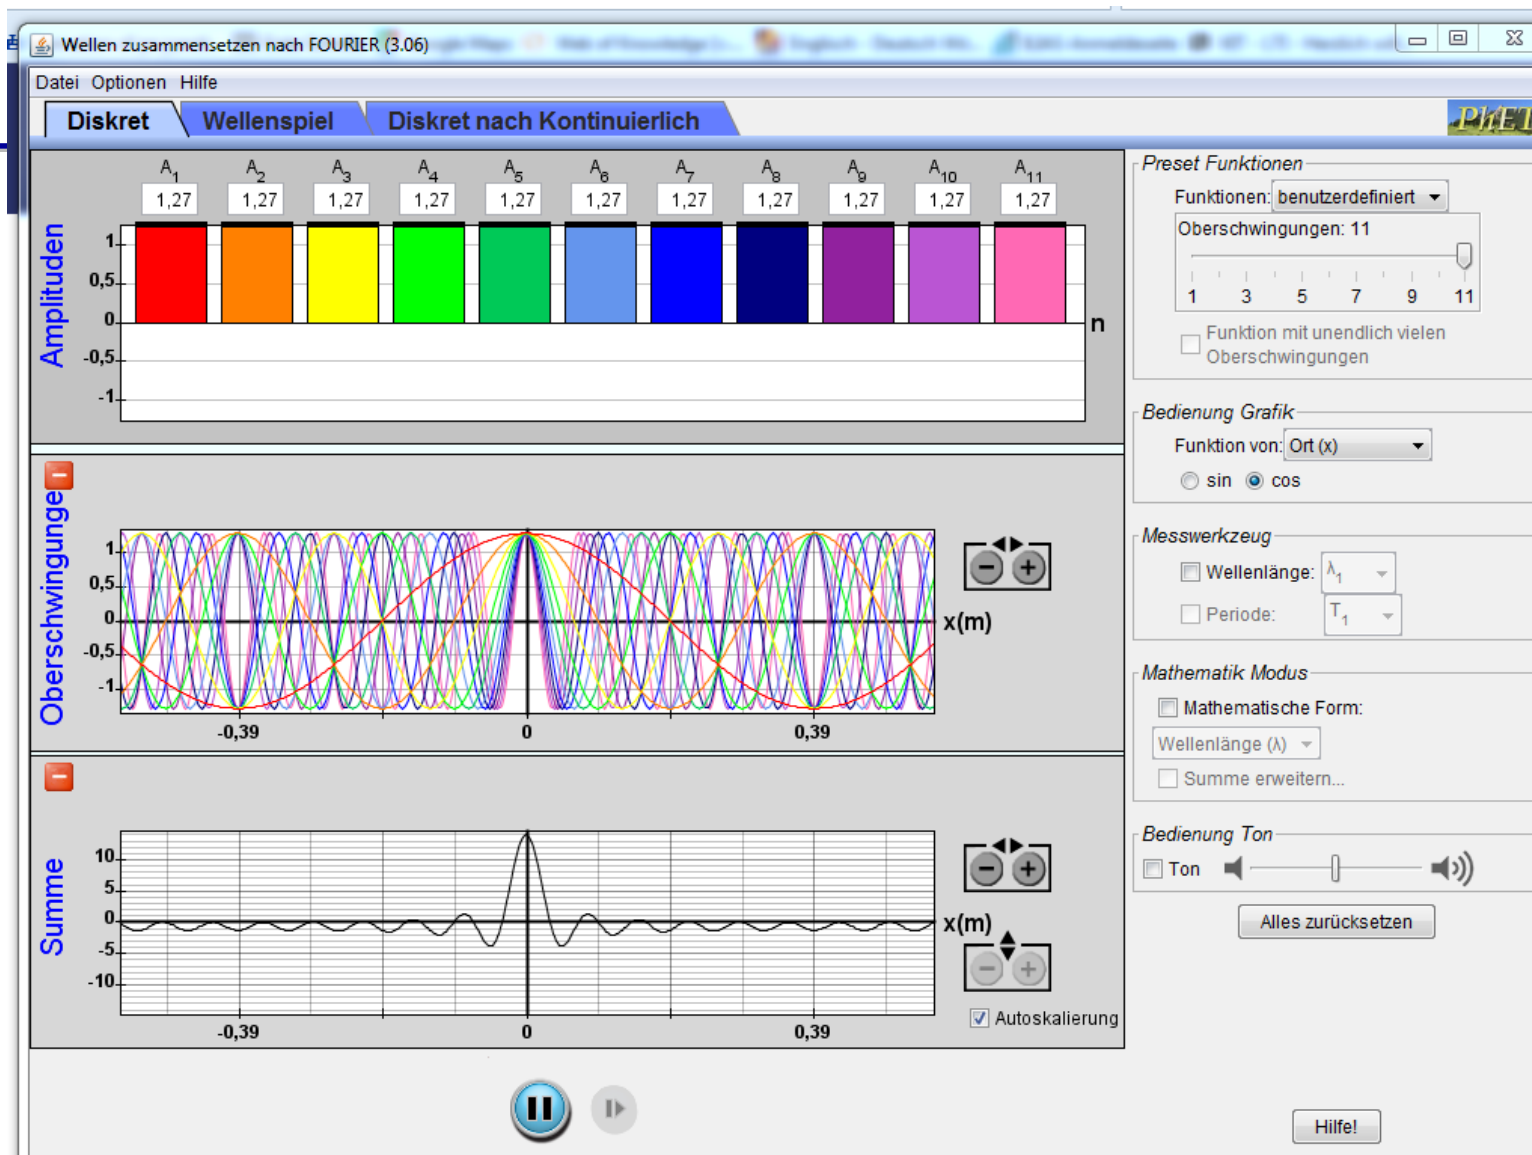 Wellen zusammensetzen nach FOURIER (3.06)
Datei Optionen Hilfe
Diskret Wellenspiel Diskret nach Kontinuierlich
PhET
A1 A2 A3 A4 A5 A6 A7 A8 A9 A10 A11
1,27 1,27 1,27 1,27 1,27 1,27 1,27 1,27 1,27 1,27 1,27
Amplituden
1
0,5
0
-0,5
-1
n
Oberschwingunge
1
0,5
0
-0,5
-1
x(m)
-0,39 0 0,39
Summe
10
5
0
-5
-10
x(m)
Autoskalierung
-0,39 0 0,39
Preset Funktionen
Funktionen: benutzerdefiniert
Oberschwingungen: 11
1 3 5 7 9 11
Funktion mit unendlich vielen
Oberschwingungen
Bedienung Grafik
Funktion von: Ort (x)
sin cos
Messwerkzeug
Wellenlänge: λ1
Periode: T1
Mathematik Modus
Mathematische Form:
Wellenlänge (λ)
Summe erweitern...
Bedienung Ton
Ton
Alles zurücksetzen
Hilfe!